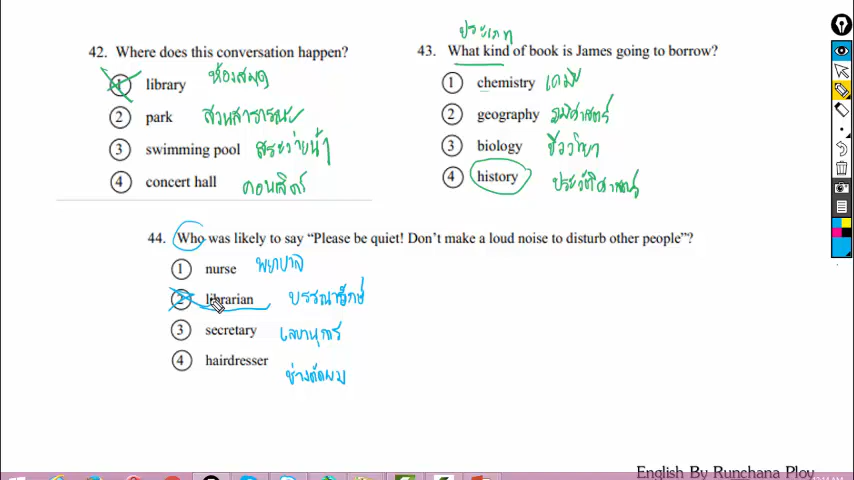 ประเภท
42. Where does this conversation happen?
1 library ห้องสมุด
2 park สวนสาธารณะ
3 swimming pool สระว่ายน้ำ
4 concert hall คอนเสิร์ต
43. What kind of book is James going to borrow?
1 chemistry เคมี
2 geography ภูมิศาสตร์
3 biology ชีววิทยา
4 history ประวัติศาสตร์
44. Who was likely to say “Please be quiet! Don’t make a loud noise to disturb other people”?
1 nurse พยาบาล
2 librarian บรรณารักษ์
3 secretary เลขานุการ
4 hairdresser ช่างตัดผม
English By Runchana Ploy